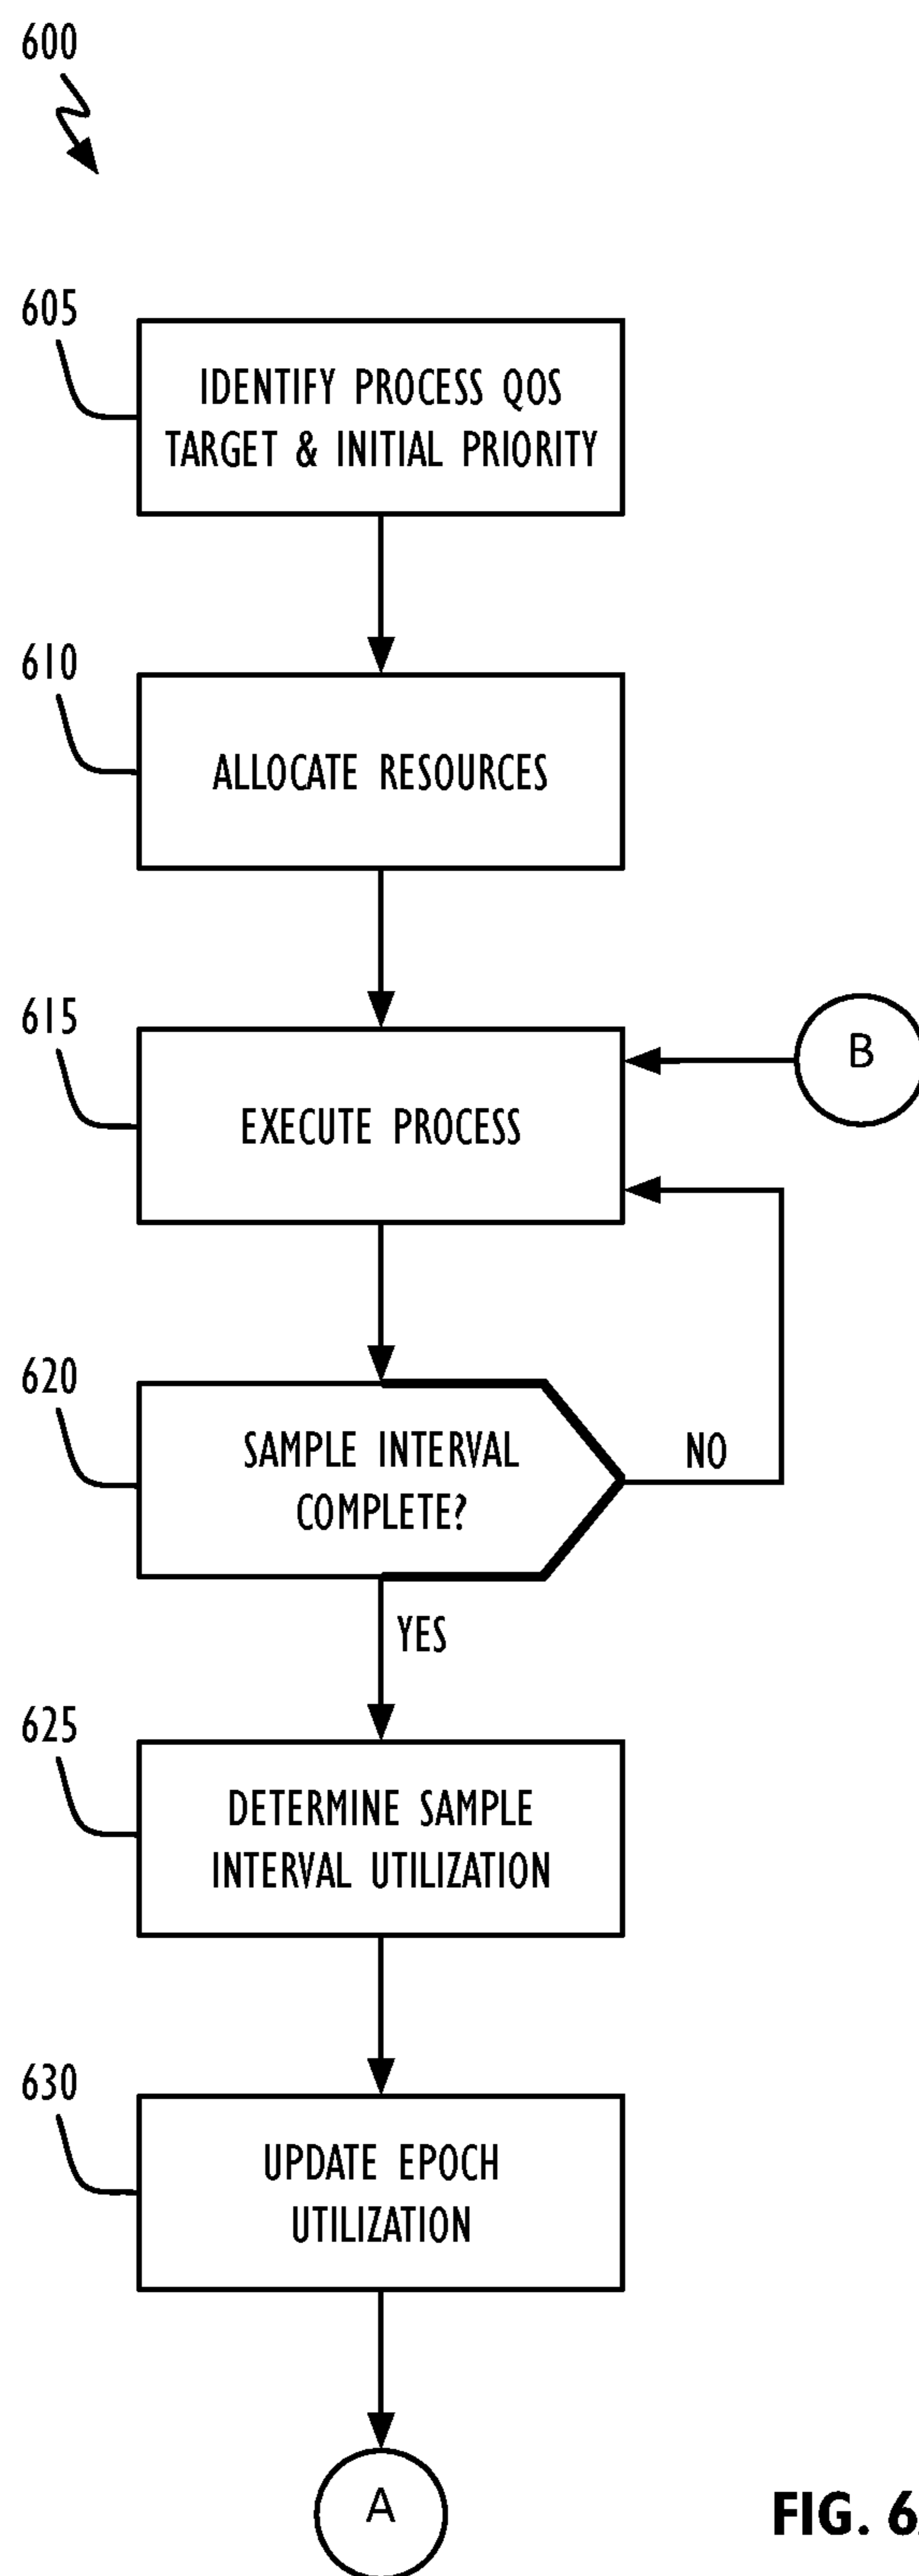 600
605
IDENTIFY PROCESS QOS
TARGET & INITIAL PRIORITY
610
ALLOCATE RESOURCES
615
EXECUTE PROCESS
B
620
SAMPLE INTERVAL
COMPLETE?
NO
YES
625
DETERMINE SAMPLE
INTERVAL UTILIZATION
630
UPDATE EPOCH
UTILIZATION
A
FIG. 6